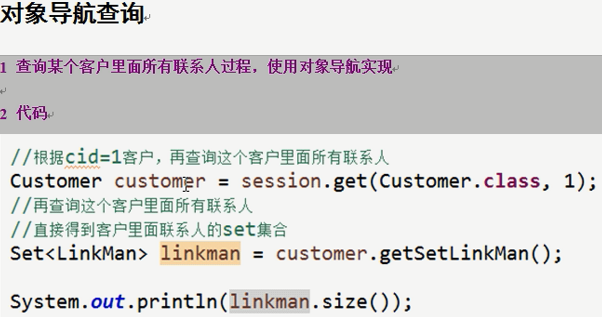 对象导航查询
1 查询某个客户里面所有联系人过程，使用对象导航实现
2 代码
//根据cid=1客户，再查询这个客户里面所有联系人
Customer customer = session.get(Customer.class, 1);
//再查询这个客户里面所有联系人
//直接得到客户里面联系人的set集合
Set<LinkMan> linkman = customer.getSetLinkMan();
System.out.println(linkman.size());